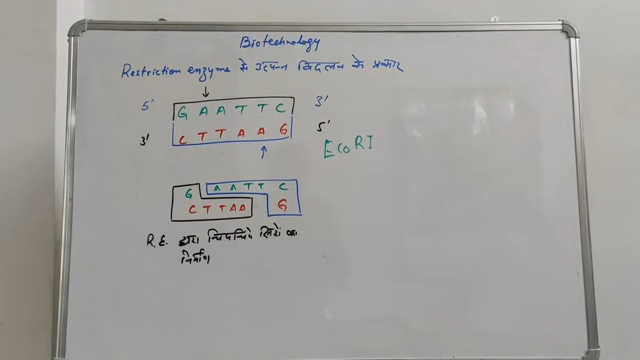 Biotechnology
Restriction enzyme से उत्पन्न विदलन के प्रकार
5' G A A T T C 3'
3' C T T A A G 5'
ECORI
G A A T T C
C T T A A G
R.E. द्वारा चिपचिपे सिरों का
निर्माण